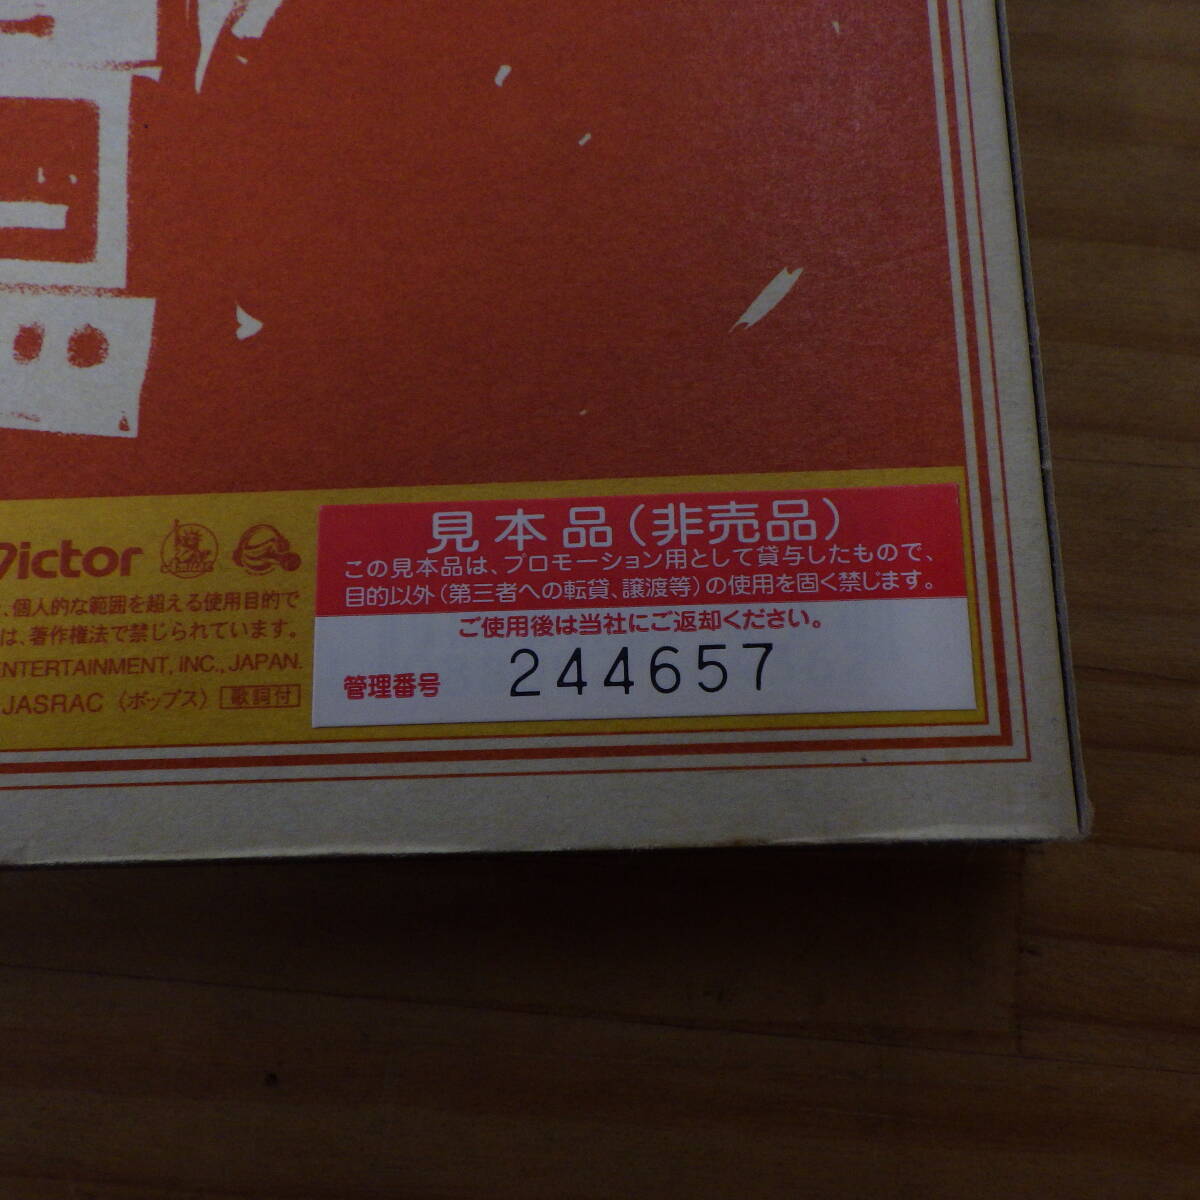 Victor
、個人的な範囲を超える使用目的で
は、著作権法で禁じられています。
ENTERTAINMENT, INC., JAPAN.
JASRAC 〈ポップス〉 歌詞付
見本品(非売品)
この見本品は、プロモーション用として貸与したもので、
目的以外(第三者への転貸、譲渡等)の使用を固く禁じます。
ご使用後は当社にご返却ください。
管理番号 244657